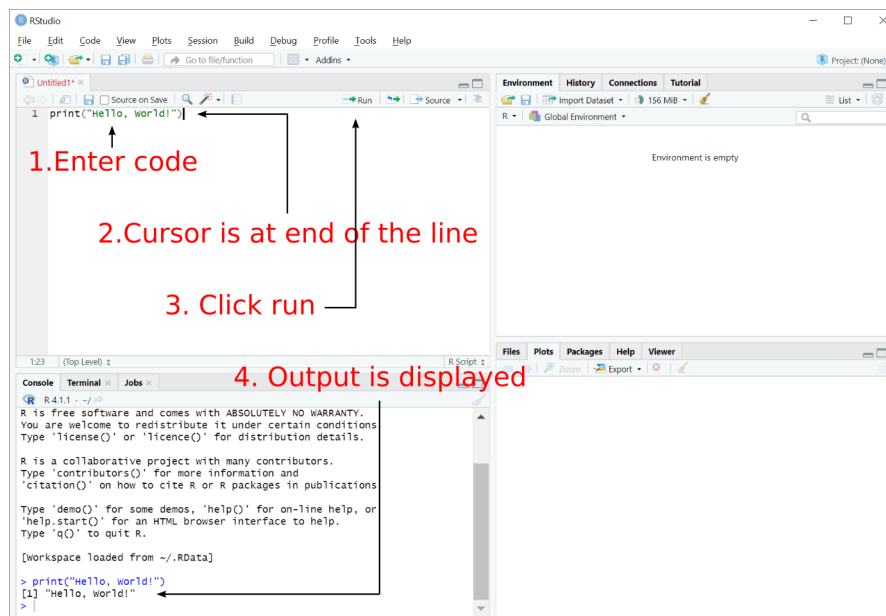 RStudio
File Edit Code View Plots Session Build Debug Profile Tools Help
Go to file/function Addins Project: (None)
Untitled1* ×
Source on Save Run Source
1 print("Hello, World!")
1.Enter code
2.Cursor is at end of the line
3. Click run
1:23 (Top Level) R Script
Console Terminal × Jobs ×
4. Output is displayed
R 4.1.1 · ~/
R is free software and comes with ABSOLUTELY NO WARRANTY.
You are welcome to redistribute it under certain conditions
Type 'license()' or 'licence()' for distribution details.
R is a collaborative project with many contributors.
Type 'contributors()' for more information and
'citation()' on how to cite R or R packages in publications
Type 'demo()' for some demos, 'help()' for on-line help, or
'help.start()' for an HTML browser interface to help.
Type 'q()' to quit R.
[Workspace loaded from ~/.RData]
> print("Hello, World!")
[1] "Hello, World!"
>
Environment History Connections Tutorial
Import Dataset 156 MiB List
R Global Environment
Environment is empty
Files Plots Packages Help Viewer
Zoom Export